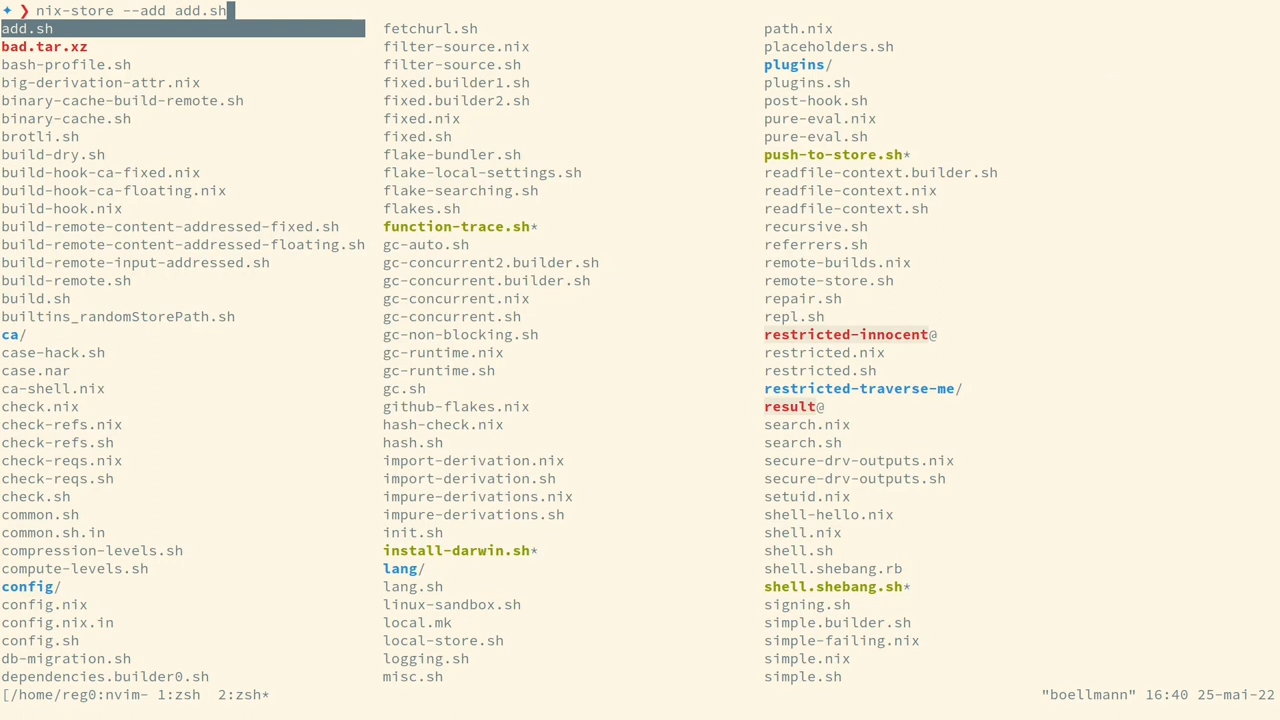 ✦ ❯ nix-store --add add.sh
add.sh fetchurl.sh path.nix
bad.tar.xz filter-source.nix placeholders.sh
bash-profile.sh filter-source.sh plugins/
big-derivation-attr.nix fixed.builder1.sh plugins.sh
binary-cache-build-remote.sh fixed.builder2.sh post-hook.sh
binary-cache.sh fixed.nix pure-eval.nix
brotli.sh fixed.sh pure-eval.sh
build-dry.sh flake-bundler.sh push-to-store.sh*
build-hook-ca-fixed.nix flake-local-settings.sh readfile-context.builder.sh
build-hook-ca-floating.nix flake-searching.sh readfile-context.nix
build-hook.nix flakes.sh readfile-context.sh
build-remote-content-addressed-fixed.sh function-trace.sh* recursive.sh
build-remote-content-addressed-floating.sh gc-auto.sh referrers.sh
build-remote-input-addressed.sh gc-concurrent2.builder.sh remote-builds.nix
build-remote.sh gc-concurrent.builder.sh remote-store.sh
build.sh gc-concurrent.nix repair.sh
builtins_randomStorePath.sh gc-concurrent.sh repl.sh
ca/ gc-non-blocking.sh restricted-innocent@
case-hack.sh gc-runtime.nix restricted.nix
case.nar gc-runtime.sh restricted.sh
ca-shell.nix gc.sh restricted-traverse-me/
check.nix github-flakes.nix result@
check-refs.nix hash-check.nix search.nix
check-refs.sh hash.sh search.sh
check-reqs.nix import-derivation.nix secure-drv-outputs.nix
check-reqs.sh import-derivation.sh secure-drv-outputs.sh
check.sh impure-derivations.nix setuid.nix
common.sh impure-derivations.sh shell-hello.nix
common.sh.in init.sh shell.nix
compression-levels.sh install-darwin.sh* shell.sh
compute-levels.sh lang/ shell.shebang.rb
config/ lang.sh shell.shebang.sh*
config.nix linux-sandbox.sh signing.sh
config.nix.in local.mk simple.builder.sh
config.sh local-store.sh simple-failing.nix
db-migration.sh logging.sh simple.nix
dependencies.builder0.sh misc.sh simple.sh
[/home/reg0:nvim- 1:zsh 2:zsh* "boellmann" 16:40 25-mai-22